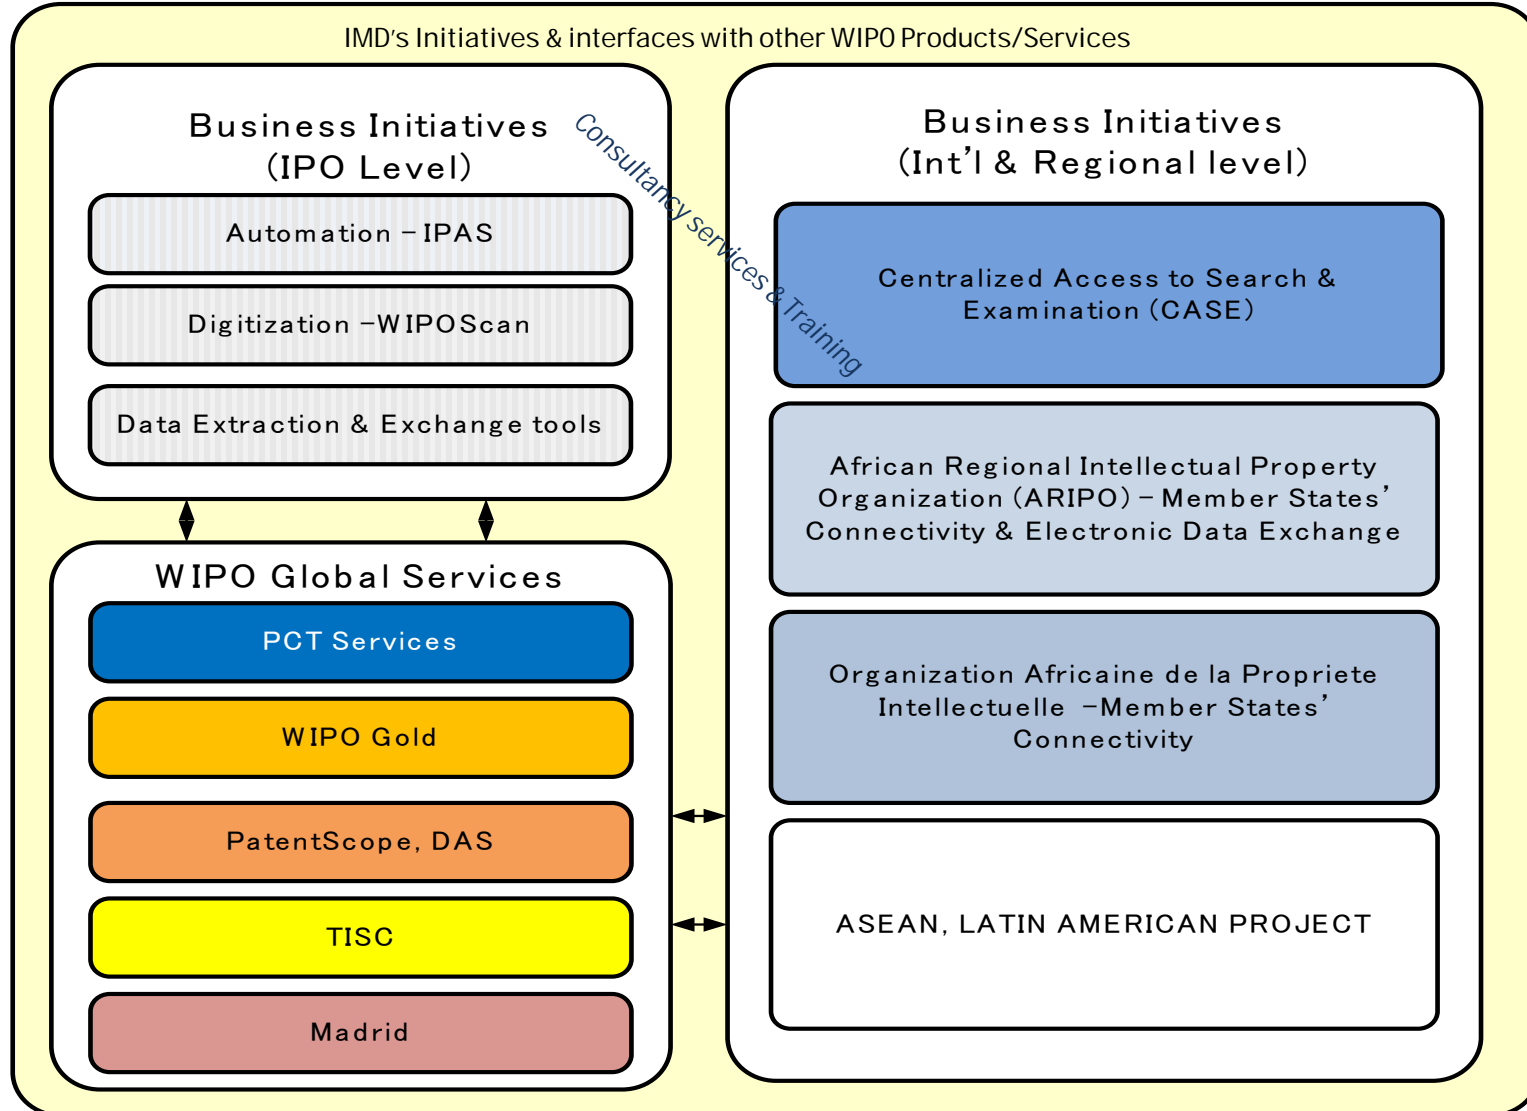 IMD's Initiatives & interfaces with other WIPO Products/Services
Business Initiatives
(IPO Level)
Automation -IPAS
Digitization -WIPOScan
Data Extraction & Exchange tools
Consultancy services & Training
WIPO Global Services
PCT Services
WIPO Gold
PatentScope, DAS
TISC
Madrid
Business Initiatives
(Int'l & Regional level)
Centralized Access to Search &
Examination (CASE)
African Regional Intellectual Property
Organization (ARIPO) - Member States'
Connectivity & Electronic Data Exchange
Organization Africaine de la Propriete
Intellectuelle -Member States'
Connectivity
ASEAN, LATIN AMERICAN PROJECT